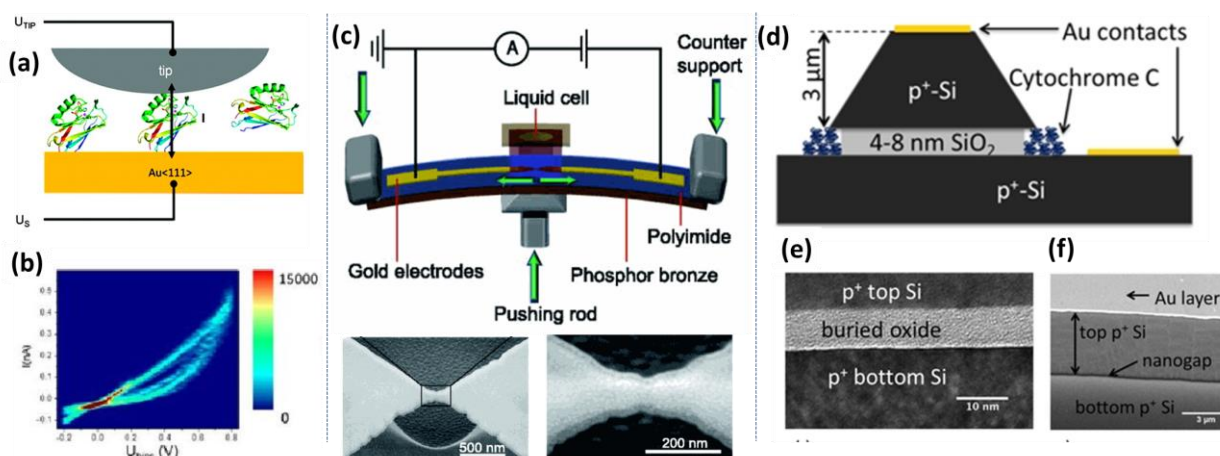 (a)
U_TIP
tip
I
Au<111>
U_S
(b)
I(nA)
0.5
0.4
0.3
0.2
0.1
0.0
-0.1
-0.2 0.0 0.2 0.4 0.6 0.8
(V)
15000
0
(c)
A
Counter
support
Liquid cell
Polyimide
Gold electrodes
Phosphor bronze
Pushing rod
500 nm
200 nm
(d)
Au contacts
3 μm
Cytochrome C
p⁺-Si
4-8 nm SiO₂
p⁺-Si
(e)
p⁺ top Si
buried oxide
p⁺ bottom Si
10 nm
(f)
Au layer
top p⁺ Si
nanogap
bottom p⁺ Si
3 μm